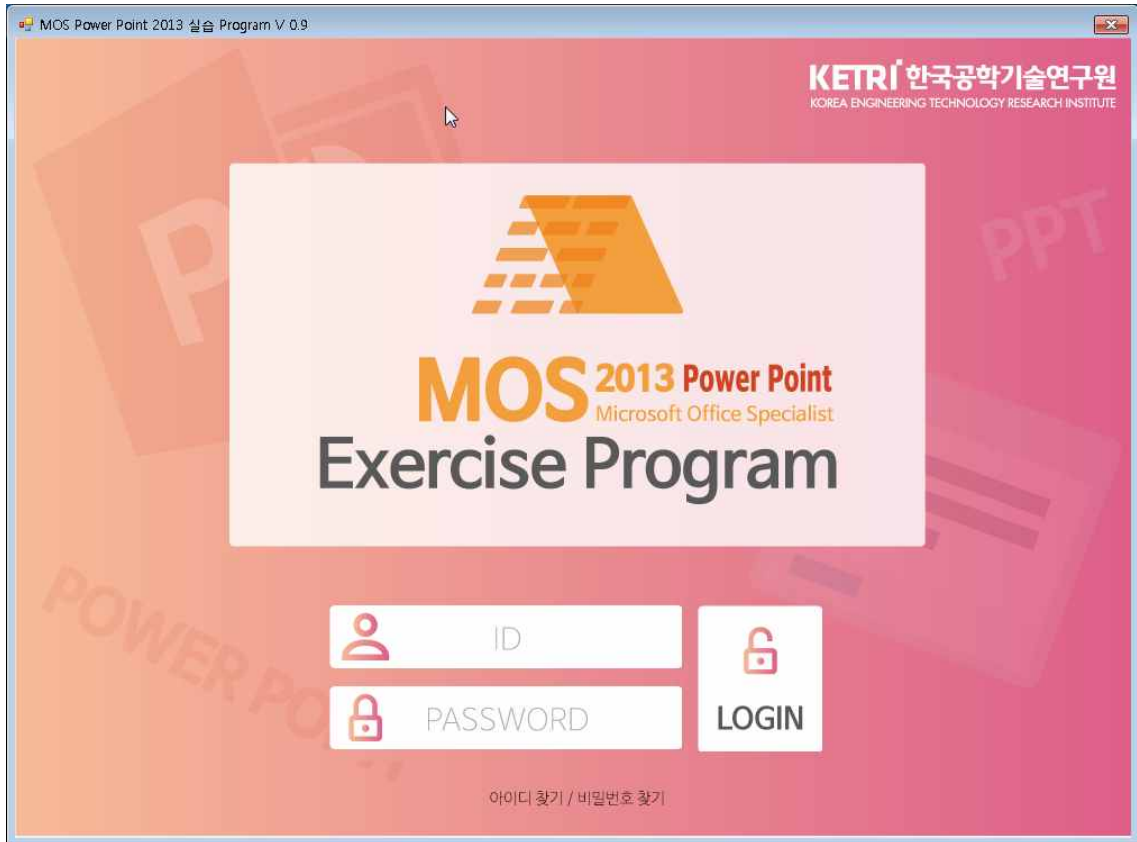 MOS Power Point 2013 실습 Program V 0.9
KETRI 한국공학기술연구원
KOREA ENGINEERING TECHNOLOGY RESEARCH INSTITUTE
PPT
MOS 2013 Power Point
Microsoft Office Specialist
Exercise Program
POWER POINT
ID
PASSWORD
LOGIN
아이디 찾기 / 비밀번호 찾기